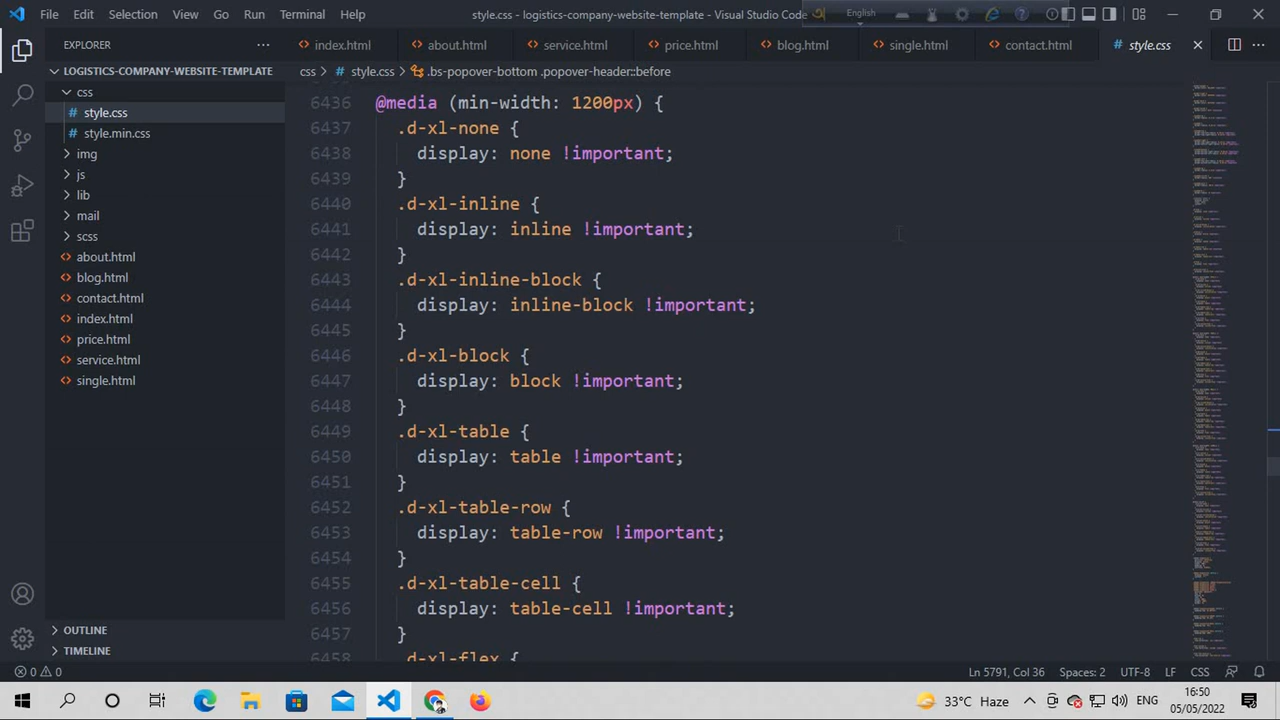 File Edit Selection View Go Run Terminal Help
style.css - logistics-company-website-template - Visual Studio Code
English
EXPLORER
index.html about.html service.html price.html blog.html single.html contact.html style.css
LOGISTICS-COMPANY-WEBSITE-TEMPLATE
css > style.css > .bs-popover-bottom .popover-header::before
css
style.css
style.min.css
img
js
lib
mail
about.html
blog.html
contact.html
index.html
service.html
single.html
6436 @media (min-width: 1200px) {
6437 .d-xl-none {
6438 display: none !important;
6439 }
6440 .d-xl-inline {
6441 display: inline !important;
6442 }
6443 .d-xl-inline-block {
6444 display: inline-block !important;
6445 }
6446 .d-xl-block {
6447 display: block !important;
6448 }
6449 .d-xl-table {
6450 display: table !important;
6451 }
6452 .d-xl-table-row {
6453 display: table-row !important;
6454 }
6455 .d-xl-table-cell {
6456 display: table-cell !important;
6457 }
6458 .d-xl-flex
OUTLINE
TIMELINE
0 0
Ln 5791, Col 36 Spaces: 2 UTF-8 LF CSS
33°C Haze
ENG
16:50
05/05/2022